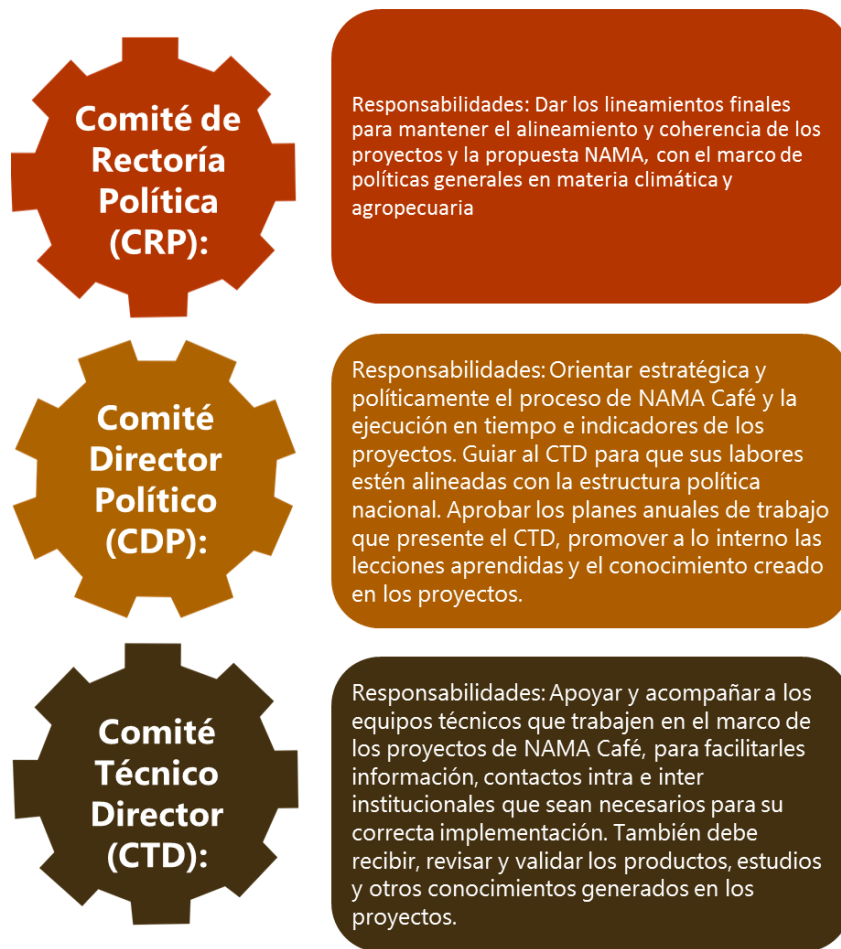 Comité de
Rectoría
Política
(CRP):
Responsabilidades: Dar los lineamientos finales
para mantener el alineamiento y coherencia de los
proyectos y la propuesta NAMA, con el marco de
políticas generales en materia climática y
agropecuaria
Comité
Director
Político
(CDP):
Responsabilidades: Orientar estratégica y
políticamente el proceso de NAMA Café y la
ejecución en tiempo e indicadores de los
proyectos. Guiar al CTD para que sus labores
estén alineadas con la estructura política
nacional. Aprobar los planes anuales de trabajo
que presente el CTD, promover a lo interno las
lecciones aprendidas y el conocimiento creado
en los proyectos.
Comité
Técnico
Director
(CTD):
Responsabilidades: Apoyar y acompañar a los
equipos técnicos que trabajen en el marco de
los proyectos de NAMA Café, para facilitarles
información, contactos intra e inter
institucionales que sean necesarios para su
correcta implementación. También debe
recibir, revisar y validar los productos, estudios
y otros conocimientos generados en los
proyectos.